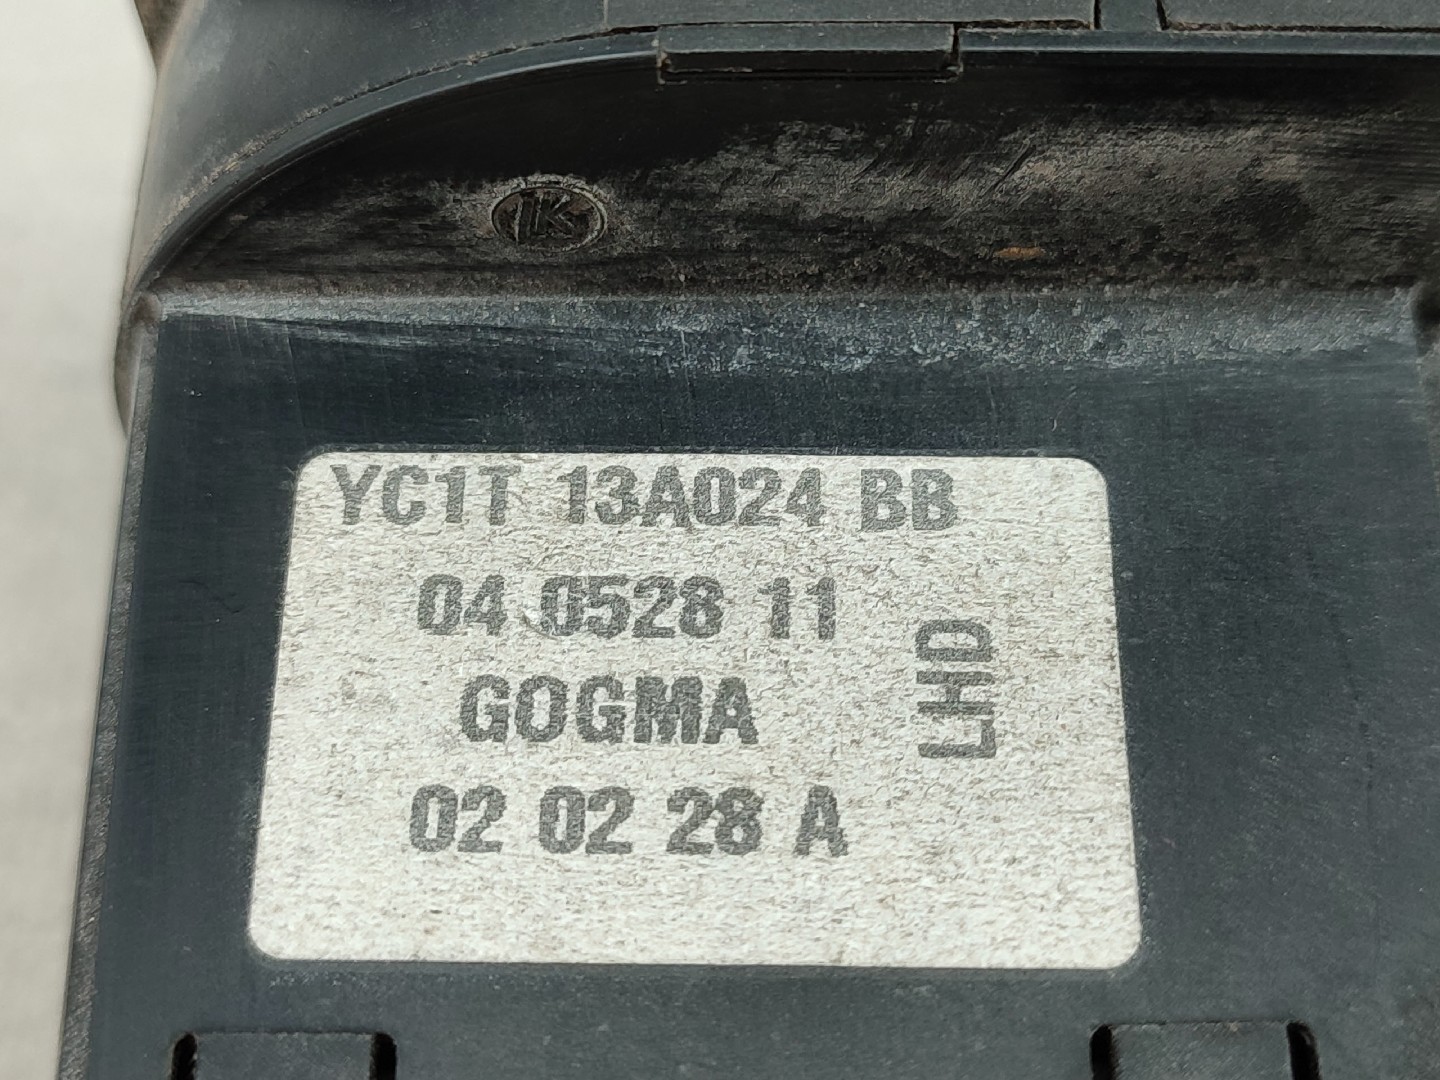 YC1T 13A024 BB
04 0528 11
GOGMA
02 02 28 A
LHD